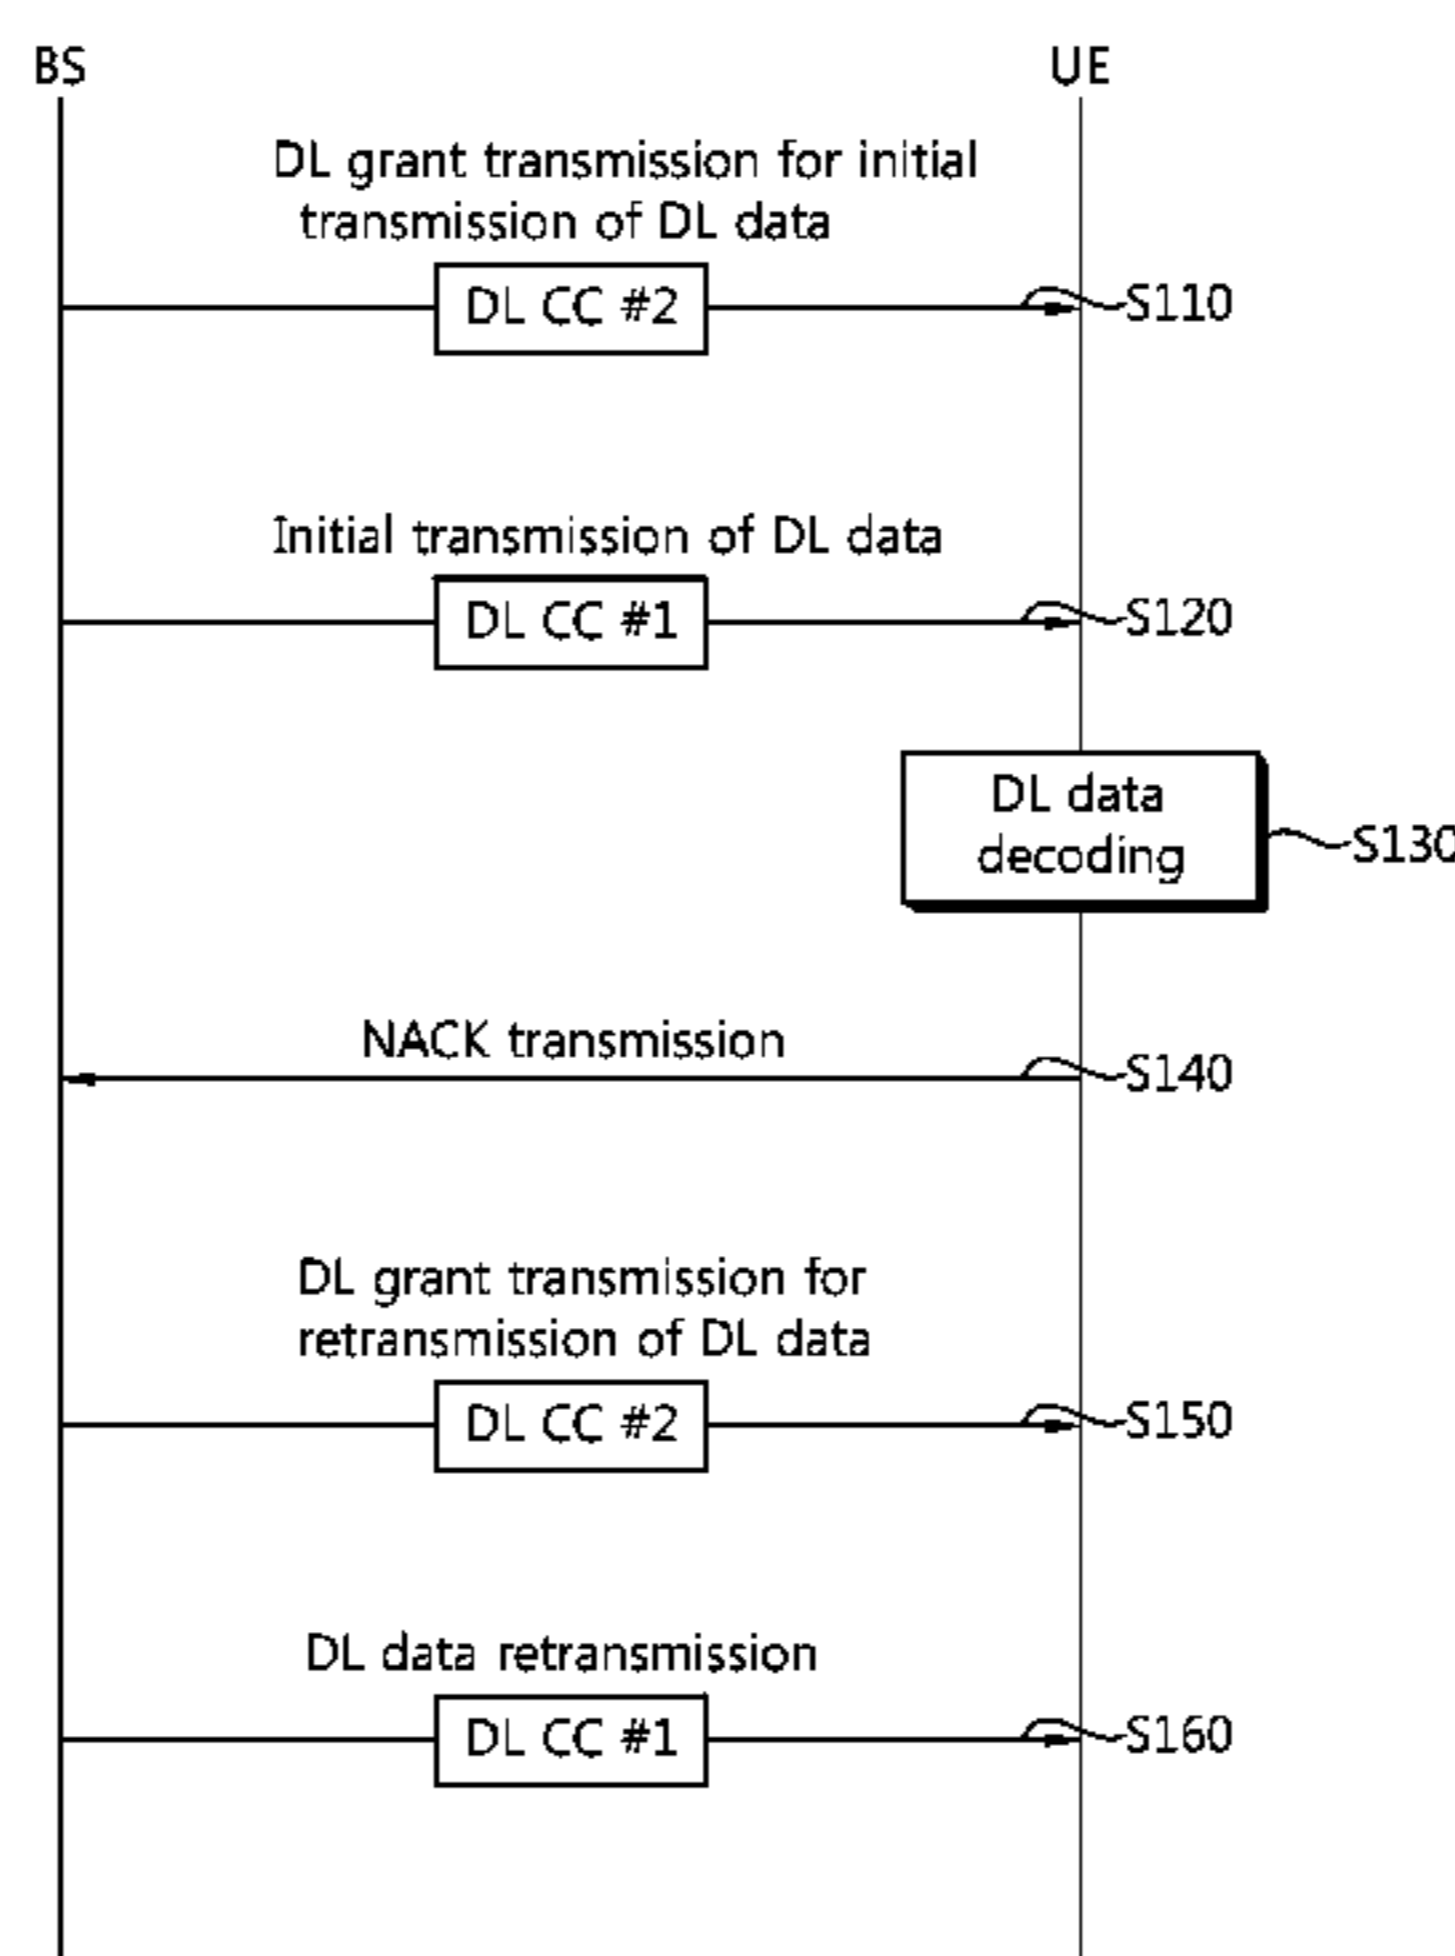 BS
UE
DL grant transmission for initial
transmission of DL data
DL CC #2
S110
Initial transmission of DL data
DL CC #1
S120
DL data
decoding
S130
NACK transmission
S140
DL grant transmission for
retransmission of DL data
DL CC #2
S150
DL data retransmission
DL CC #1
S160